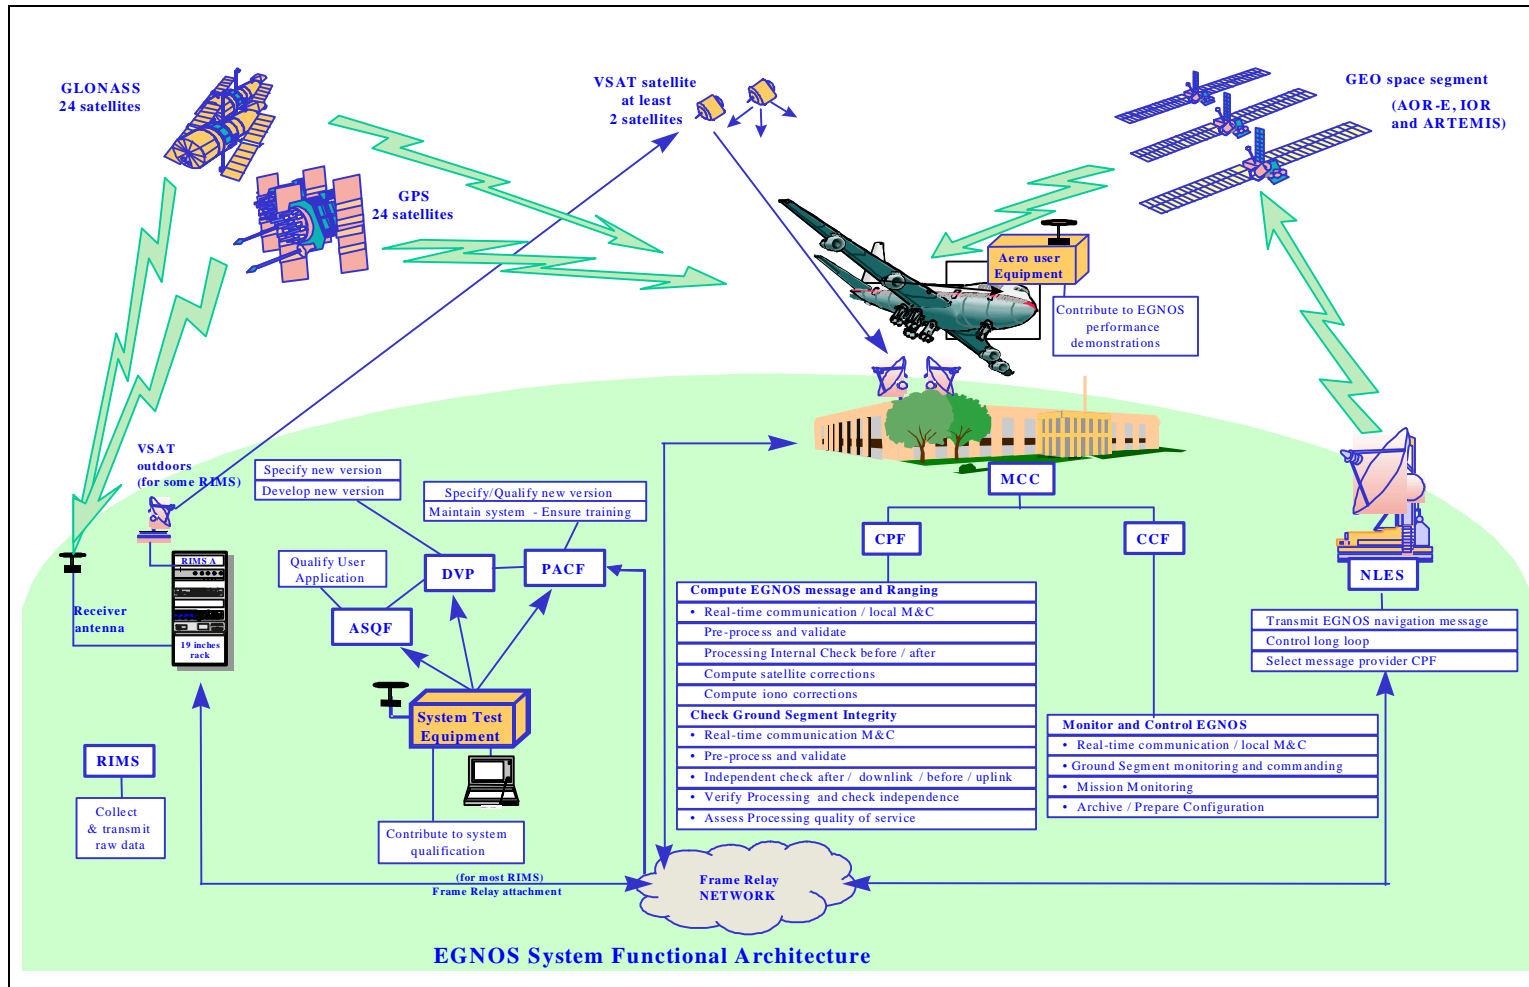 GLONASS
24 satellites
GPS
24 satellites
VSAT satellite
at least
2 satellites
GEO space segment
(AOR-E, IOR
and ARTEMIS)
Aero user
Equipment
Contribute to EGNOS
performance
demonstrations
VSAT
outdoors
(for some RIMS)
Specify new version
Develop new version
Specify/Qualify new version
Maintain system - Ensure training
Qualify User
Application
DVP
PACF
ASQF
RIMS A
19 inches
rack
Receiver
antenna
System Test
Equipment
Contribute to system
qualification
RIMS
Collect
& transmit
raw data
MCC
CPF
CCF
Compute EGNOS message and Ranging
• Real-time communication / local M&C
Pre-process and validate
Processing Internal Check before / after
Compute satellite corrections
Compute iono corrections
Check Ground Segment Integrity
• Real-time communication M&C
• Pre-process and validate
• Independent check after / downlink / before / uplink
• Verify Processing and check independence
• Assess Processing quality of service
Monitor and Control EGNOS
• Real-time communication / local M&C
• Ground Segment monitoring and commanding
• Mission Monitoring
• Archive / Prepare Configuration
NLES
Transmit EGNOS navigation message
Control long loop
Select message provider CPF
(for most RIMS)
Frame Relay attachment
Frame Relay
NETWORK
EGNOS System Functional Architecture